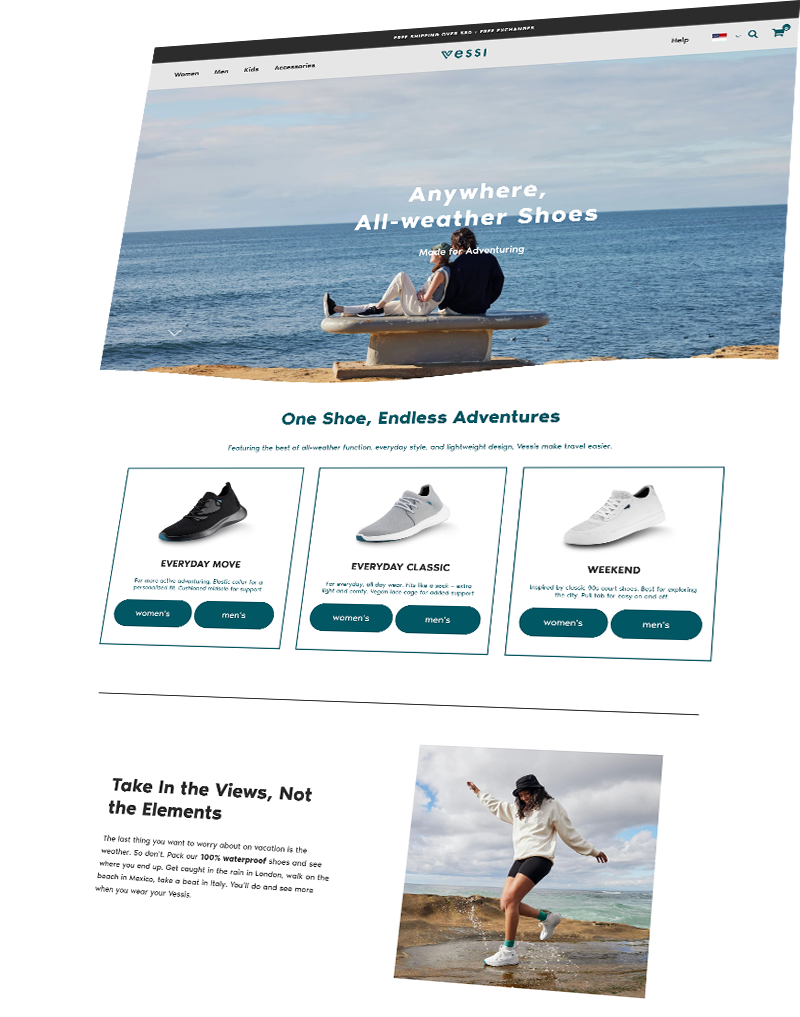 FREE SHIPPING OVER $80 + FREE EXCHANGES
Women Men Kids Accessories
vessi
Help
0
Anywhere,
All-weather Shoes
Made for Adventuring
One Shoe, Endless Adventures
Featuring the best of all-weather function, everyday style, and lightweight design, Vessis make travel easier.
EVERYDAY MOVE
For more active adventuring. Elastic collar for a
personalized fit. Cushioned midsole for support
women's men's
EVERYDAY CLASSIC
For everyday, all day wear. Fits like a sock – extra
light and comfy. Vegan lace cage for added support
women's men's
WEEKEND
Inspired by classic 90s court shoes. Best for exploring
the city. Pull tab for easy on and off.
women's men's
Take In the Views, Not
the Elements
The last thing you want to worry about on vacation is the
weather. So don't. Pack our 100% waterproof shoes and see
where you end up. Get caught in the rain in London, walk on the
beach in Mexico, take a boat in Italy. You'll do and see more
when you wear your Vessis.